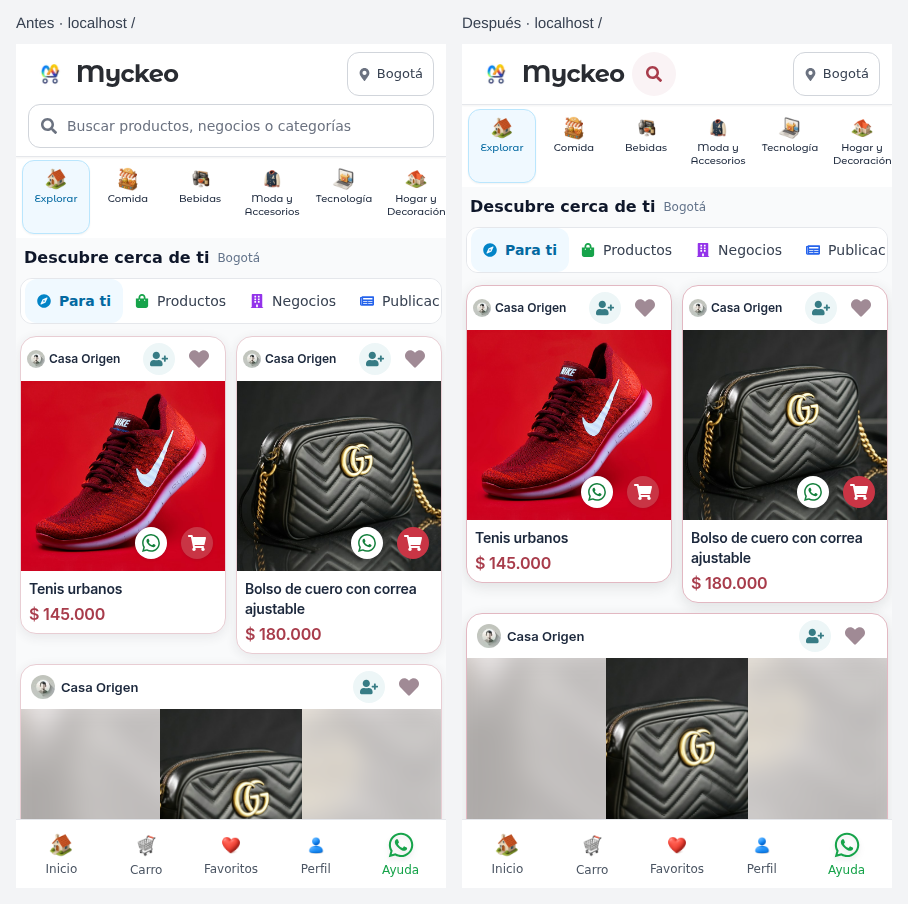 Antes · localhost /
Myckeo
Bogotá
Buscar productos, negocios o categorías
Explorar
Comida
Bebidas
Moda y
Accesorios
Tecnología
Hogar y
Decoración
Descubre cerca de ti Bogotá
Para ti
Productos
Negocios
Publicac
Casa Origen
Casa Origen
NIKE
Tenis urbanos
$ 145.000
Bolso de cuero con correa
ajustable
$ 180.000
Casa Origen
Inicio
Carro
Favoritos
Perfil
Ayuda
Después · localhost /
Myckeo
Bogotá
Explorar
Comida
Bebidas
Moda y
Accesorios
Tecnología
Hogar y
Decoración
Descubre cerca de ti Bogotá
Para ti
Productos
Negocios
Publicac
Casa Origen
Casa Origen
NIKE
Tenis urbanos
$ 145.000
Bolso de cuero con correa
ajustable
$ 180.000
Casa Origen
Inicio
Carro
Favoritos
Perfil
Ayuda